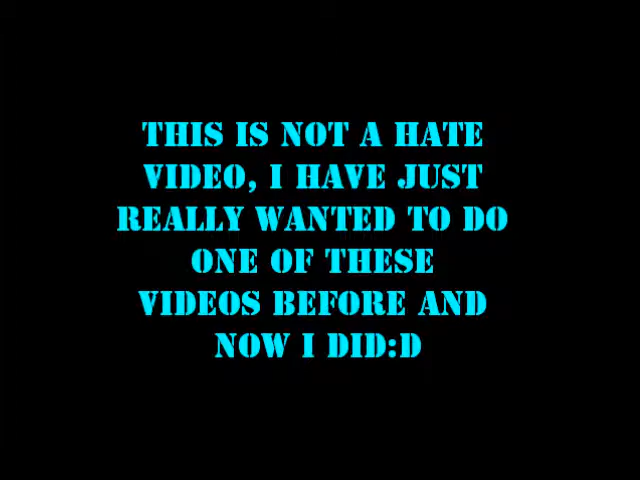 THIS IS NOT A HATE
VIDEO, I HAVE JUST
REALLY WANTED TO DO
ONE OF THESE
VIDEOS BEFORE AND
NOW I DID:D